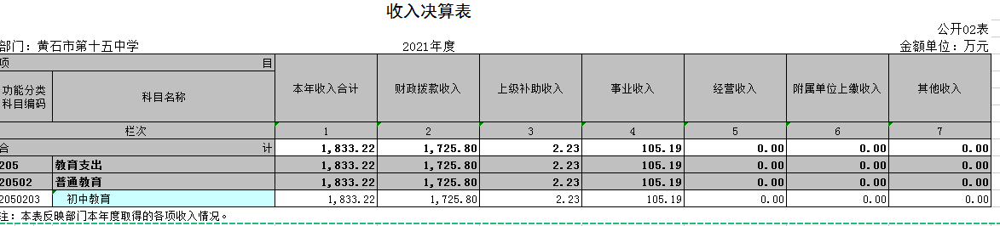 收入决算表
公开02表
部门：黄石市第十五中学 2021年度 金额单位：万元
项 目 本年收入合计 财政拨款收入 上级补助收入 事业收入 经营收入 附属单位上缴收入 其他收入
功能分类科目编码 科目名称
栏次 1 2 3 4 5 6 7
合 计 1,833.22 1,725.80 2.23 105.19 0.00 0.00 0.00
205 教育支出 1,833.22 1,725.80 2.23 105.19 0.00 0.00 0.00
20502 普通教育 1,833.22 1,725.80 2.23 105.19 0.00 0.00 0.00
2050203 初中教育 1,833.22 1,725.80 2.23 105.19 0.00 0.00 0.00
注：本表反映部门本年度取得的各项收入情况。